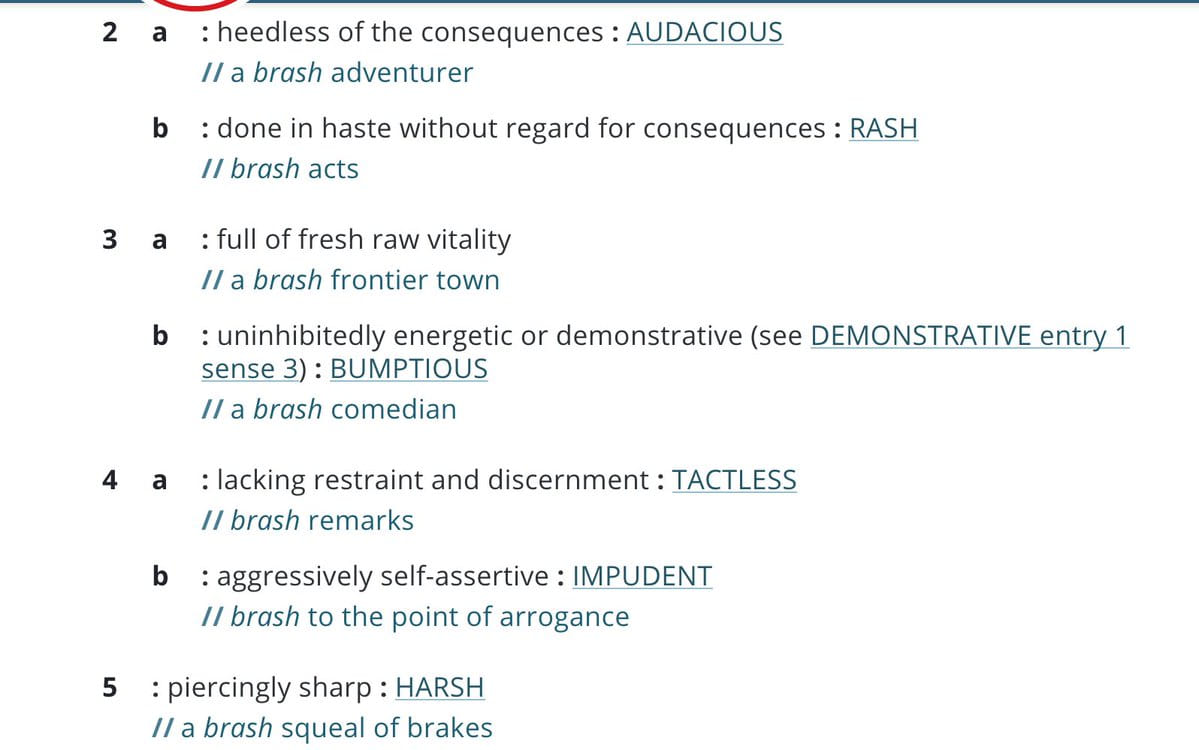 2 a : heedless of the consequences : AUDACIOUS
// a brash adventurer
b : done in haste without regard for consequences : RASH
// brash acts
3 a : full of fresh raw vitality
// a brash frontier town
b : uninhibitedly energetic or demonstrative (see DEMONSTRATIVE entry 1
sense 3) : BUMPTIOUS
// a brash comedian
4 a : lacking restraint and discernment : TACTLESS
// brash remarks
b : aggressively self-assertive : IMPUDENT
// brash to the point of arrogance
5 : piercingly sharp : HARSH
// a brash squeal of brakes